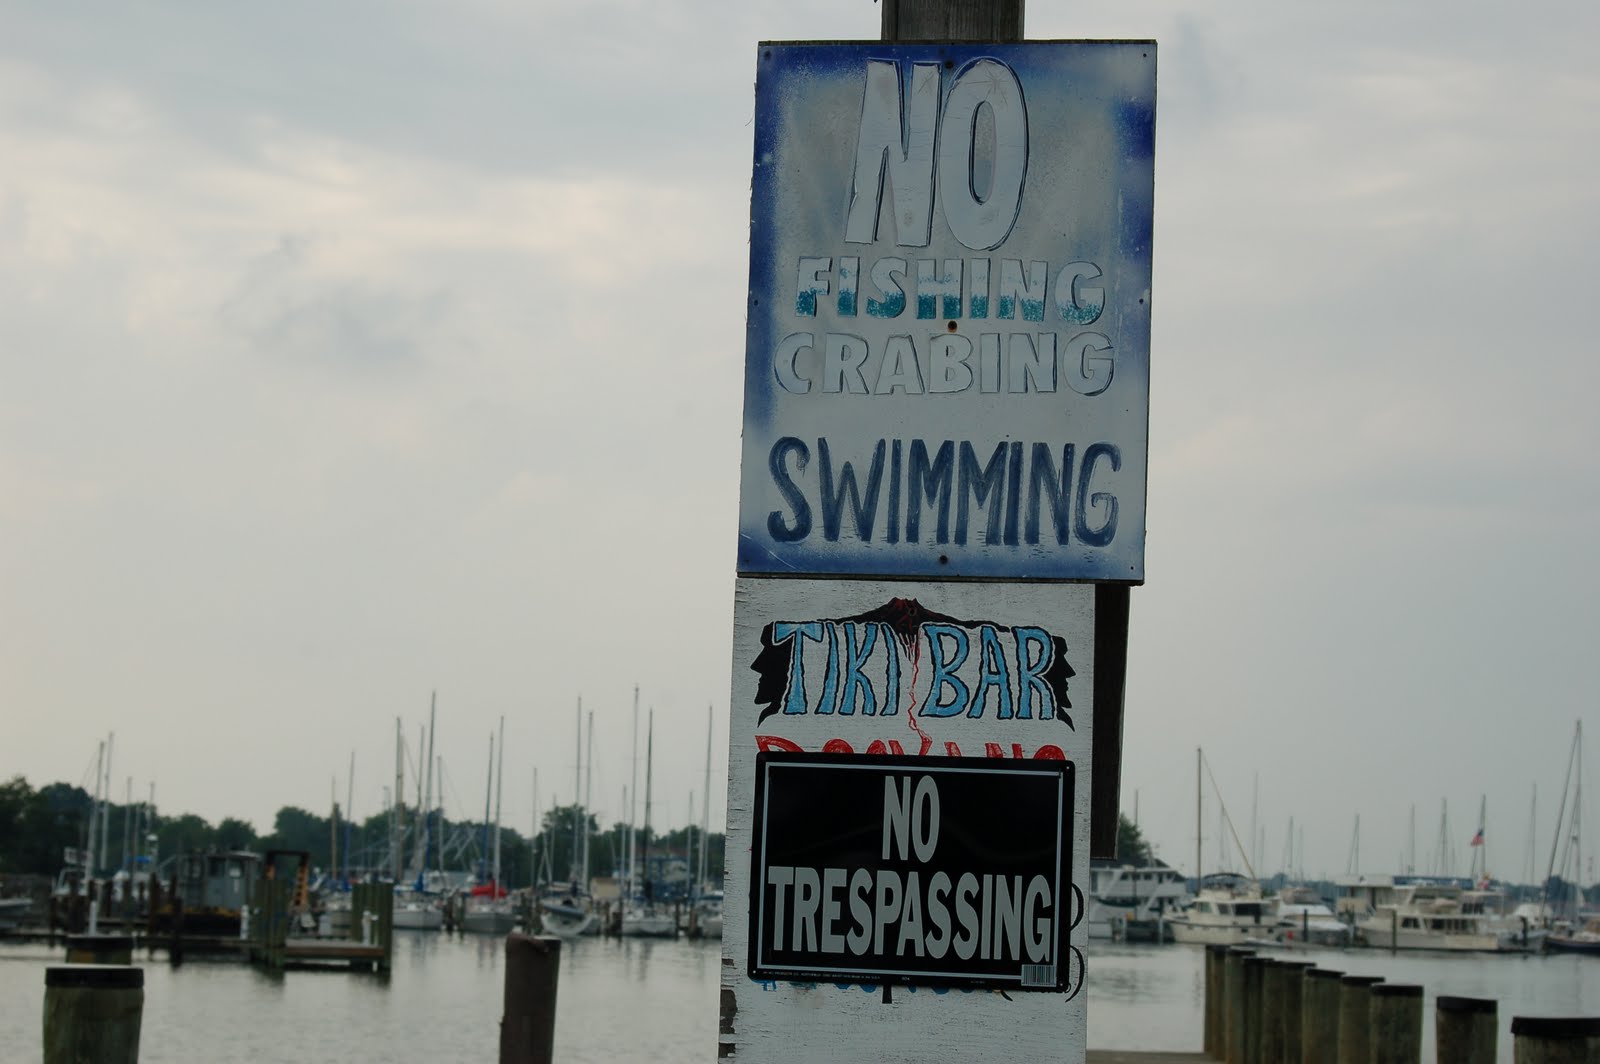 NO
FISHING
CRABING
SWIMMING
TIKI BAR
NO
TRESPASSING